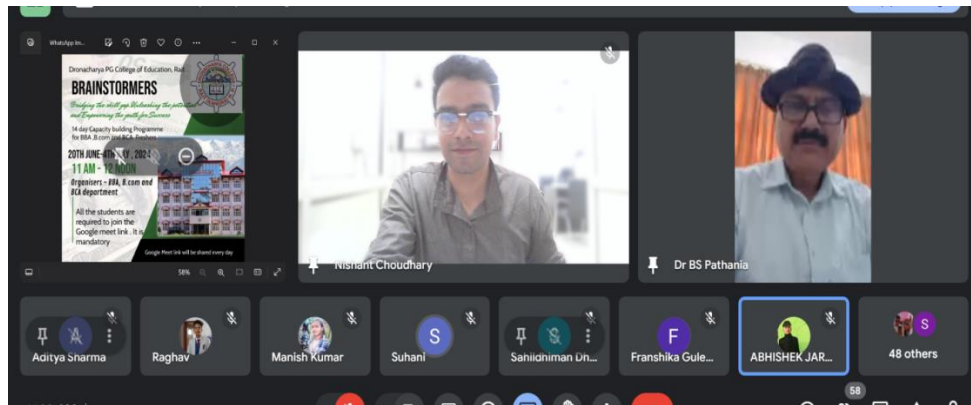 WhatsApp Im...
Dronacharya PG College of Education, Rait
BRAINSTORMERS
Bridging the skill gap Unleashing the potential
and Empowering the youth for Success
14 day Capacity building Programme
for BBA ,B.com and BCA Freshers
20TH JUNE-4TH JULY , 2024
11 AM - 12 NOON
Organisers - BBA, B.com and
BCA department
All the students are
required to join the
Google meet link . It is
mandatory
Google Meet link will be shared every day
58%
Nishant Choudhary
Dr BS Pathania
Aditya Sharma
Raghav
Manish Kumar
S
Suhani
S
Sahildhiman Dh...
F
Franshika Gule...
ABHISHEK JAR...
S
48 others
58